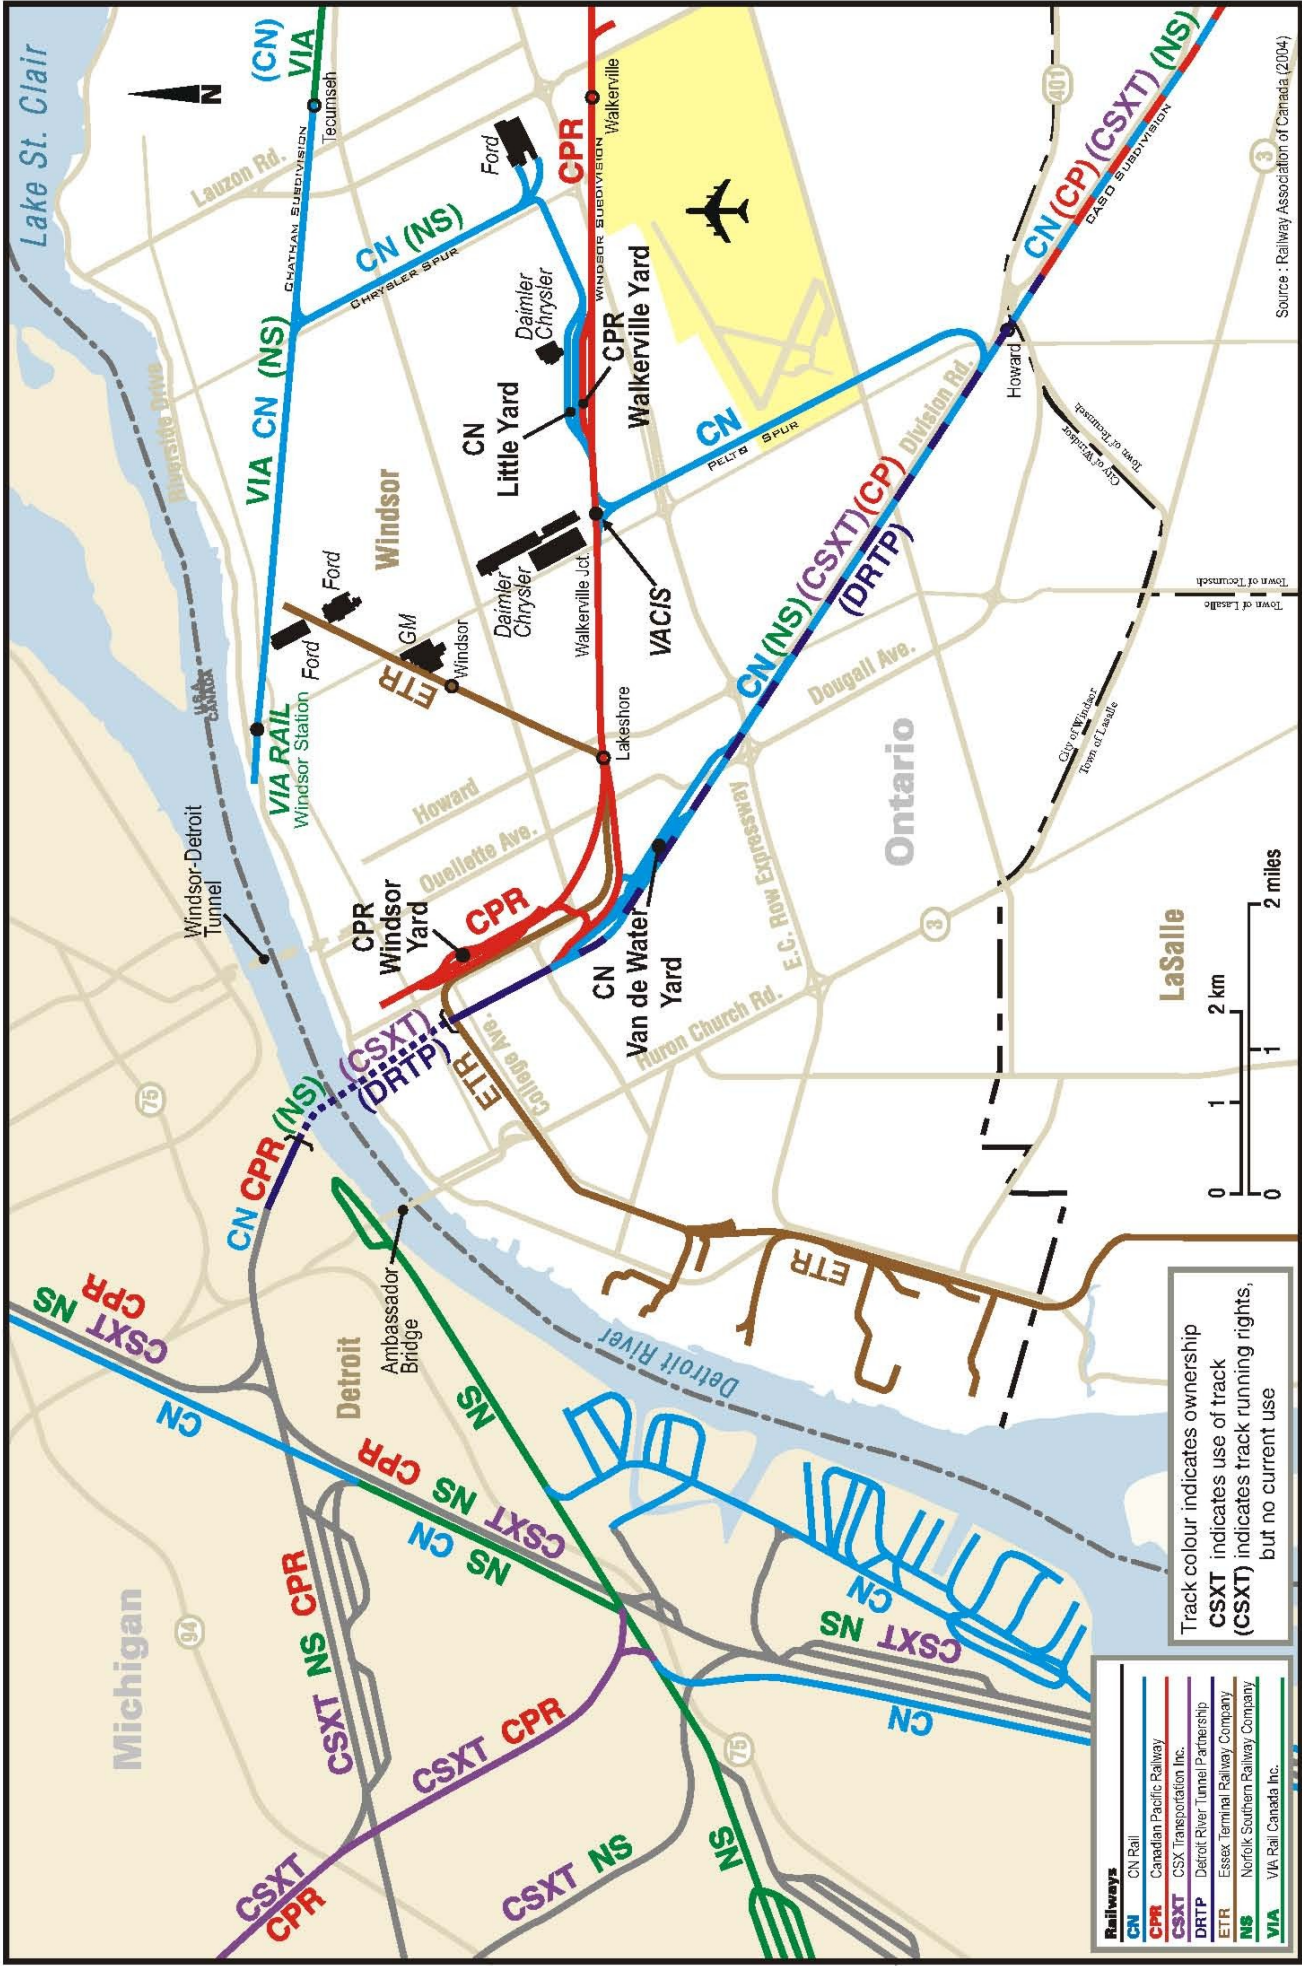 Lake St. Clair
N
(CN)
VIA
Tecumseh
CHATHAM SUBDIVISION
Lauzon Rd.
Riverside Drive
VIA CN (NS)
CN (NS)
CHRYSLER SPUR
Ford
CPR
Walkerville
WINDSOR SUBDIVISION
Daimler
Chrysler
CN
Little Yard
CPR
Walkerville Yard
Windsor
Ford
Ford
GM
Windsor
ETR
Daimler
Chrysler
Walkerville Jct.
VACIS
CN
PELTON SPUR
Division Rd.
Howard
401
3
CN (CP) (CSXT) (NS)
CASO SUBDIVISION
Source : Railway Association of Canada (2004)
City of Windsor
Town of Tecumseh
Town of Tecumseh
Town of Lasalle
City of Windsor
Town of Lasalle
CN (NS) (CSXT) (CP)
(DRTP)
Dougall Ave.
Ontario
U.S.A.
CANADA
VIA RAIL
Windsor Station
Lakeshore
Howard
Ouellette Ave.
Windsor-Detroit
Tunnel
CPR
Windsor
Yard
CPR
CN
Van de Water
Yard
E.C. Row Expressway
3
Huron Church Rd.
College Ave.
LaSalle
2 km
1
0
2 miles
1
0
75
CN CPR (NS)
(CSXT)
(DRTP)
ETR
ETR
Ambassador
Bridge
Detroit
Detroit River
NS CPR
CSXT
CN
NS
CSXT NS CPR
CN
NS
CSXT NS CPR
Michigan
94
CSXT CPR
CSXT
CPR
CSXT NS
NS
75
CN
NS CSXT
CN
Track colour indicates ownership
CSXT indicates use of track
(CSXT) indicates track running rights,
but no current use
Railways
CN CN Rail
CPR Canadian Pacific Railway
CSXT CSX Transportation Inc.
DRTP Detroit River Tunnel Partnership
ETR Essex Terminal Railway Company
NS Norfolk Southern Railway Company
VIA VIA Rail Canada Inc.